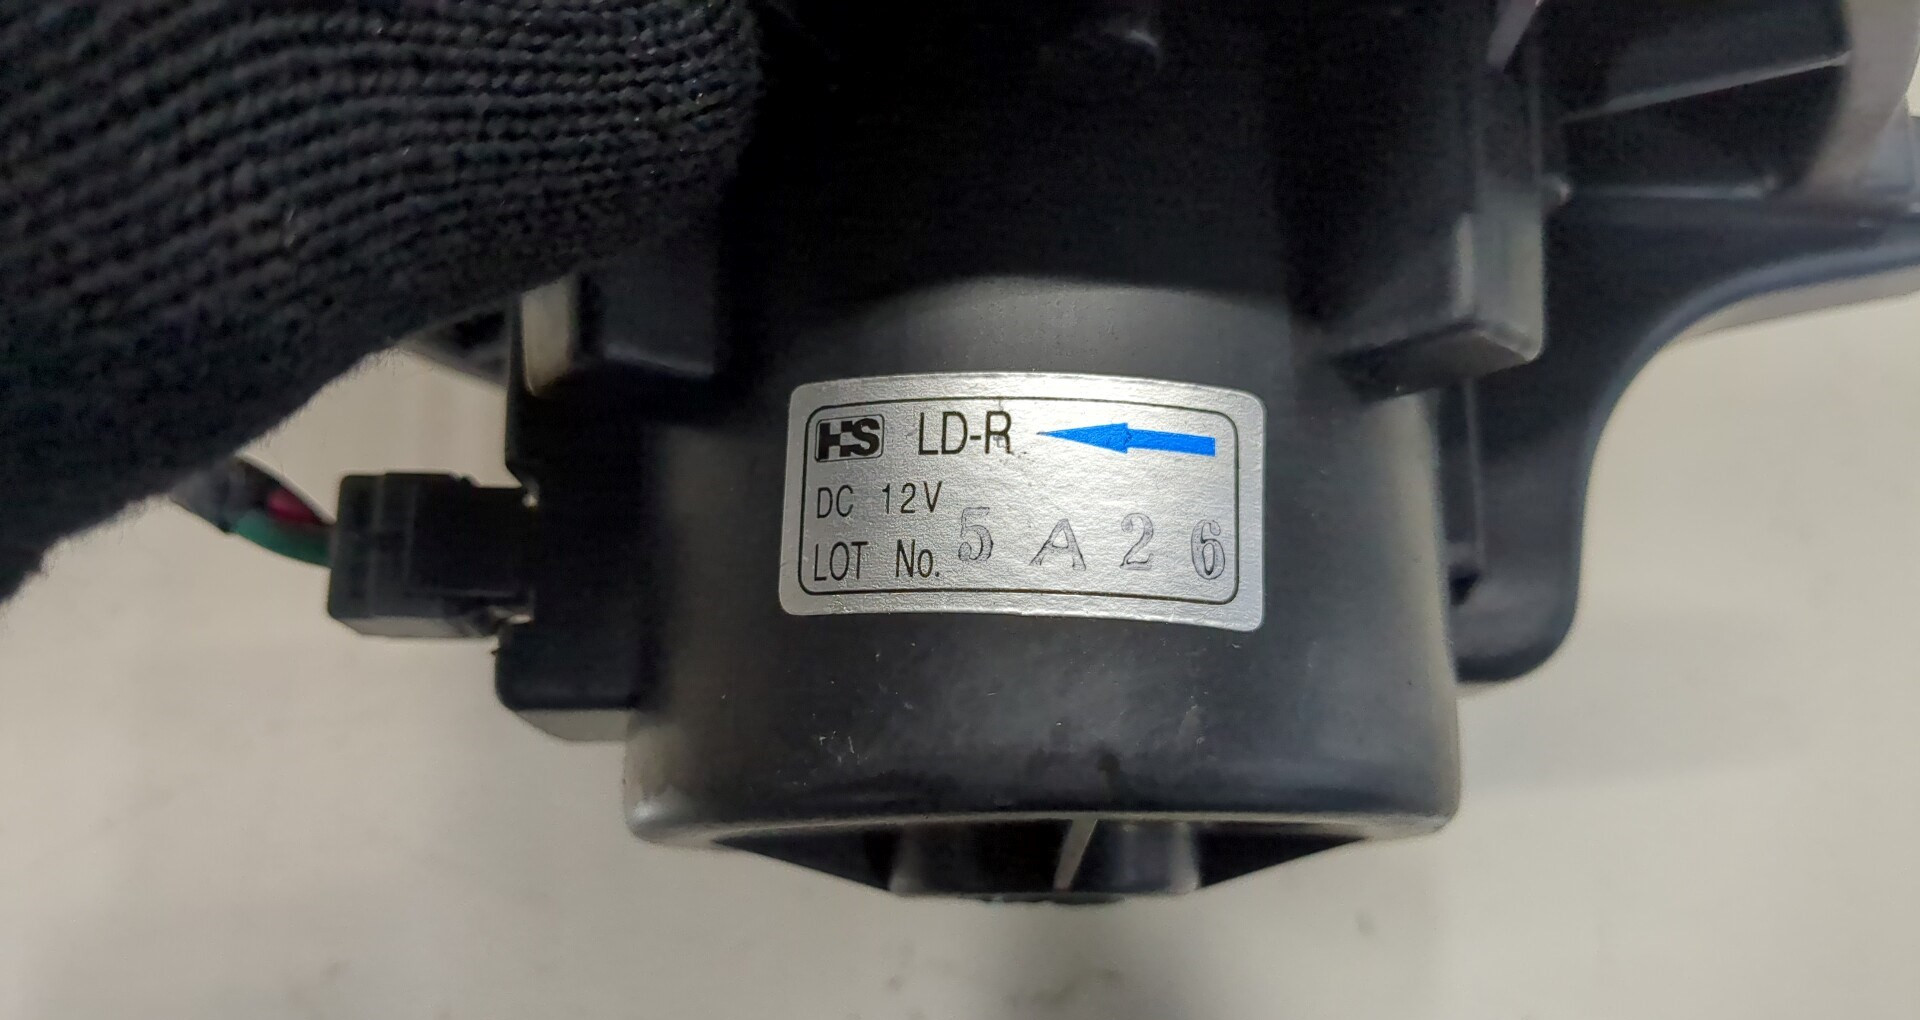 HS LD-R
DC 12V
LOT No. 5 A 2 6